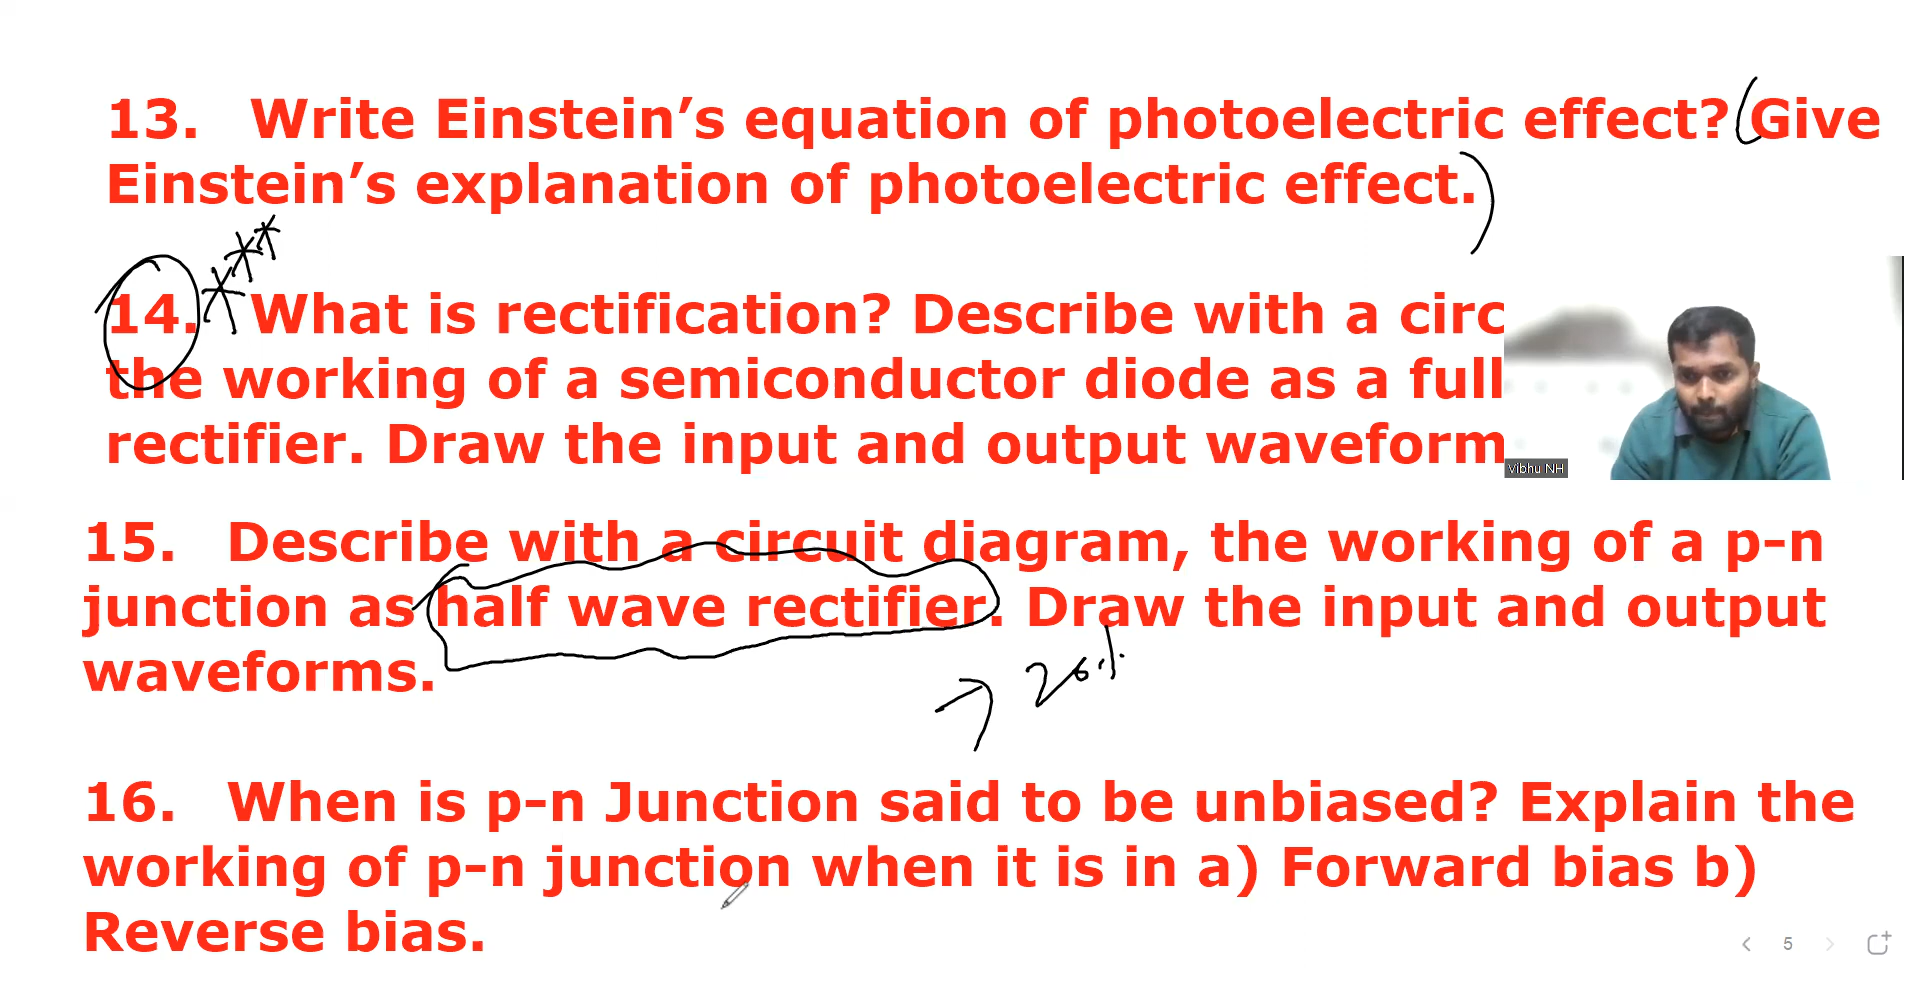 13. Write Einstein’s equation of photoelectric effect? (Give
Einstein’s explanation of photoelectric effect.)
14. *** What is rectification? Describe with a circ
the working of a semiconductor diode as a full
rectifier. Draw the input and output waveform
Vibhu NH
15. Describe with a circuit diagram, the working of a p-n
junction as half wave rectifier. Draw the input and output
waveforms.
16. When is p-n Junction said to be unbiased? Explain the
working of p-n junction when it is in a) Forward bias b)
Reverse bias.
5